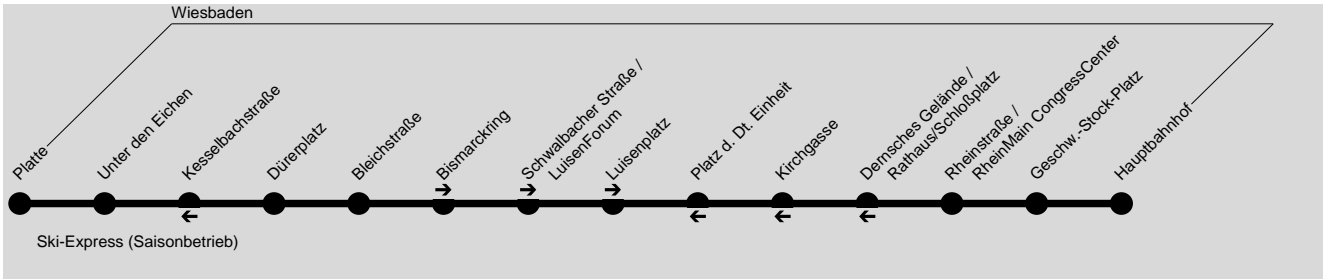 Wiesbaden
Platte
Unter den Eichen
Kesselbachstraße
Dürerplatz
Bleichstraße
Bismarckring
Schwalbacher Straße /
LuisenForum
Luisenplatz
Platz d. Dt. Einheit
Kirchgasse
Dernsches Gelände /
Rathaus/Schloßplatz
Rheinstraße /
RheinMain CongressCenter
Geschw.-Stock-Platz
Hauptbahnhof
Ski-Express (Saisonbetrieb)